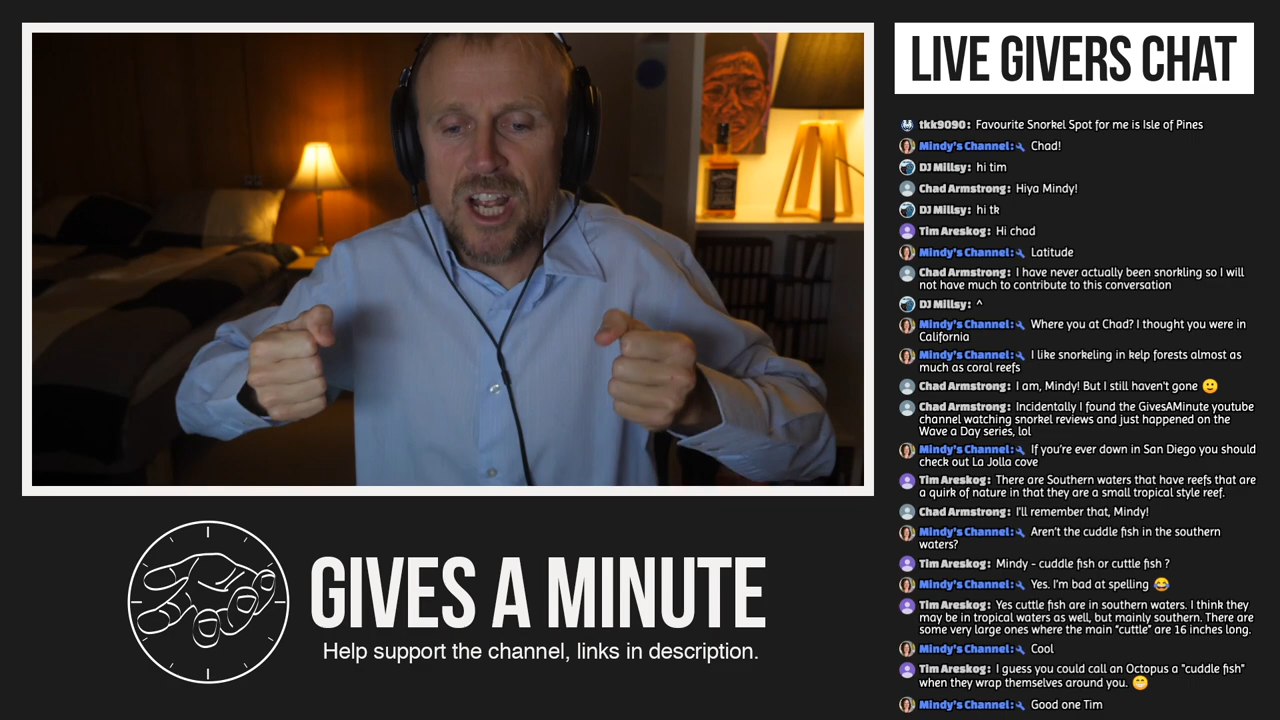 LIVE GIVERS CHAT
tkk9090: Favourite Snorkel Spot for me is Isle of Pines
Mindy's Channel: Chad!
DJ Millsy: hi tim
Chad Armstrong: Hiya Mindy!
DJ Millsy: hi tk
Tim Areskog: Hi chad
Mindy's Channel: Latitude
Chad Armstrong: I have never actually been snorkling so I will
not have much to contribute to this conversation
DJ Millsy: ^
Mindy's Channel: Where you at Chad? I thought you were in
California
Mindy's Channel: I like snorkeling in kelp forests almost as
much as coral reefs
Chad Armstrong: I am, Mindy! But I still haven't gone 🙂
Chad Armstrong: Incidentally I found the GivesAMinute youtube
channel watching snorkel reviews and just happened on the
Wave a Day series, lol
Mindy's Channel: If you're ever down in San Diego you should
check out La Jolla cove
Tim Areskog: There are Southern waters that have reefs that are
a quirk of nature in that they are a small tropical style reef.
Chad Armstrong: I'll remember that, Mindy!
Mindy's Channel: Aren't the cuddle fish in the southern
waters?
Tim Areskog: Mindy - cuddle fish or cuttle fish ?
Mindy's Channel: Yes. I'm bad at spelling 😂
Tim Areskog: Yes cuttle fish are in southern waters. I think they
may be in tropical waters as well, but mainly southern. There are
some very large ones where the main "cuttle" are 16 inches long.
Mindy's Channel: Cool
Tim Areskog: I guess you could call an Octopus a "cuddle fish"
when they wrap themselves around you. 😁
Mindy's Channel: Good one Tim
GIVES A MINUTE
Help support the channel, links in description.